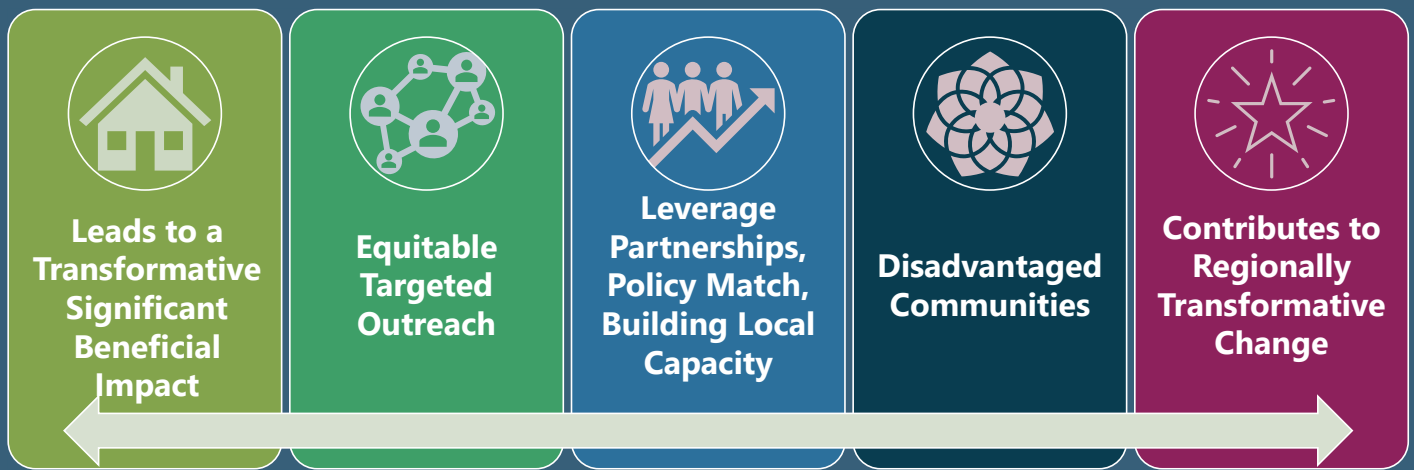 Leads to a
Transformative
Significant
Beneficial
Impact
Equitable
Targeted
Outreach
Leverage
Partnerships,
Policy Match,
Building Local
Capacity
Disadvantaged
Communities
Contributes to
Regionally
Transformative
Change